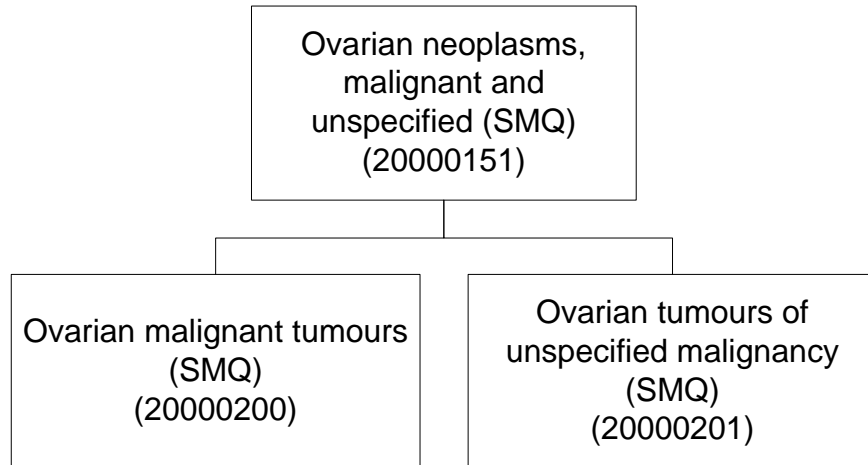 Ovarian neoplasms,
malignant and
unspecified (SMQ)
(20000151)
Ovarian malignant tumours
(SMQ)
(20000200)
Ovarian tumours of
unspecified malignancy
(SMQ)
(20000201)